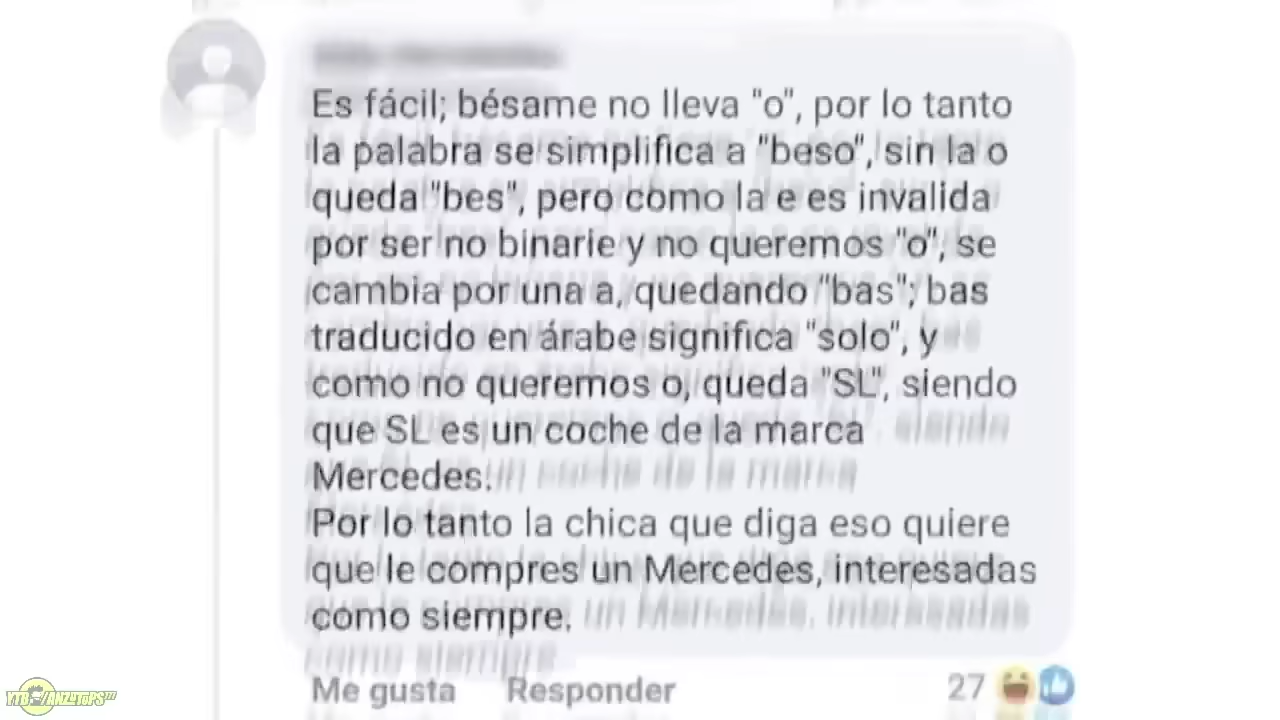 Es fácil; bésame no lleva "o", por lo tanto
la palabra se simplifica a "beso", sin la o
queda "bes", pero como la e es invalida
por ser no binarie y no queremos "o", se
cambia por una a, quedando "bas"; bas
traducido en árabe significa "solo", y
como no queremos o, queda "SL", siendo
que SL es un coche de la marca
Mercedes.
Por lo tanto la chica que diga eso quiere
que le compres un Mercedes, interesadas
como siempre.
Me gusta Responder 27